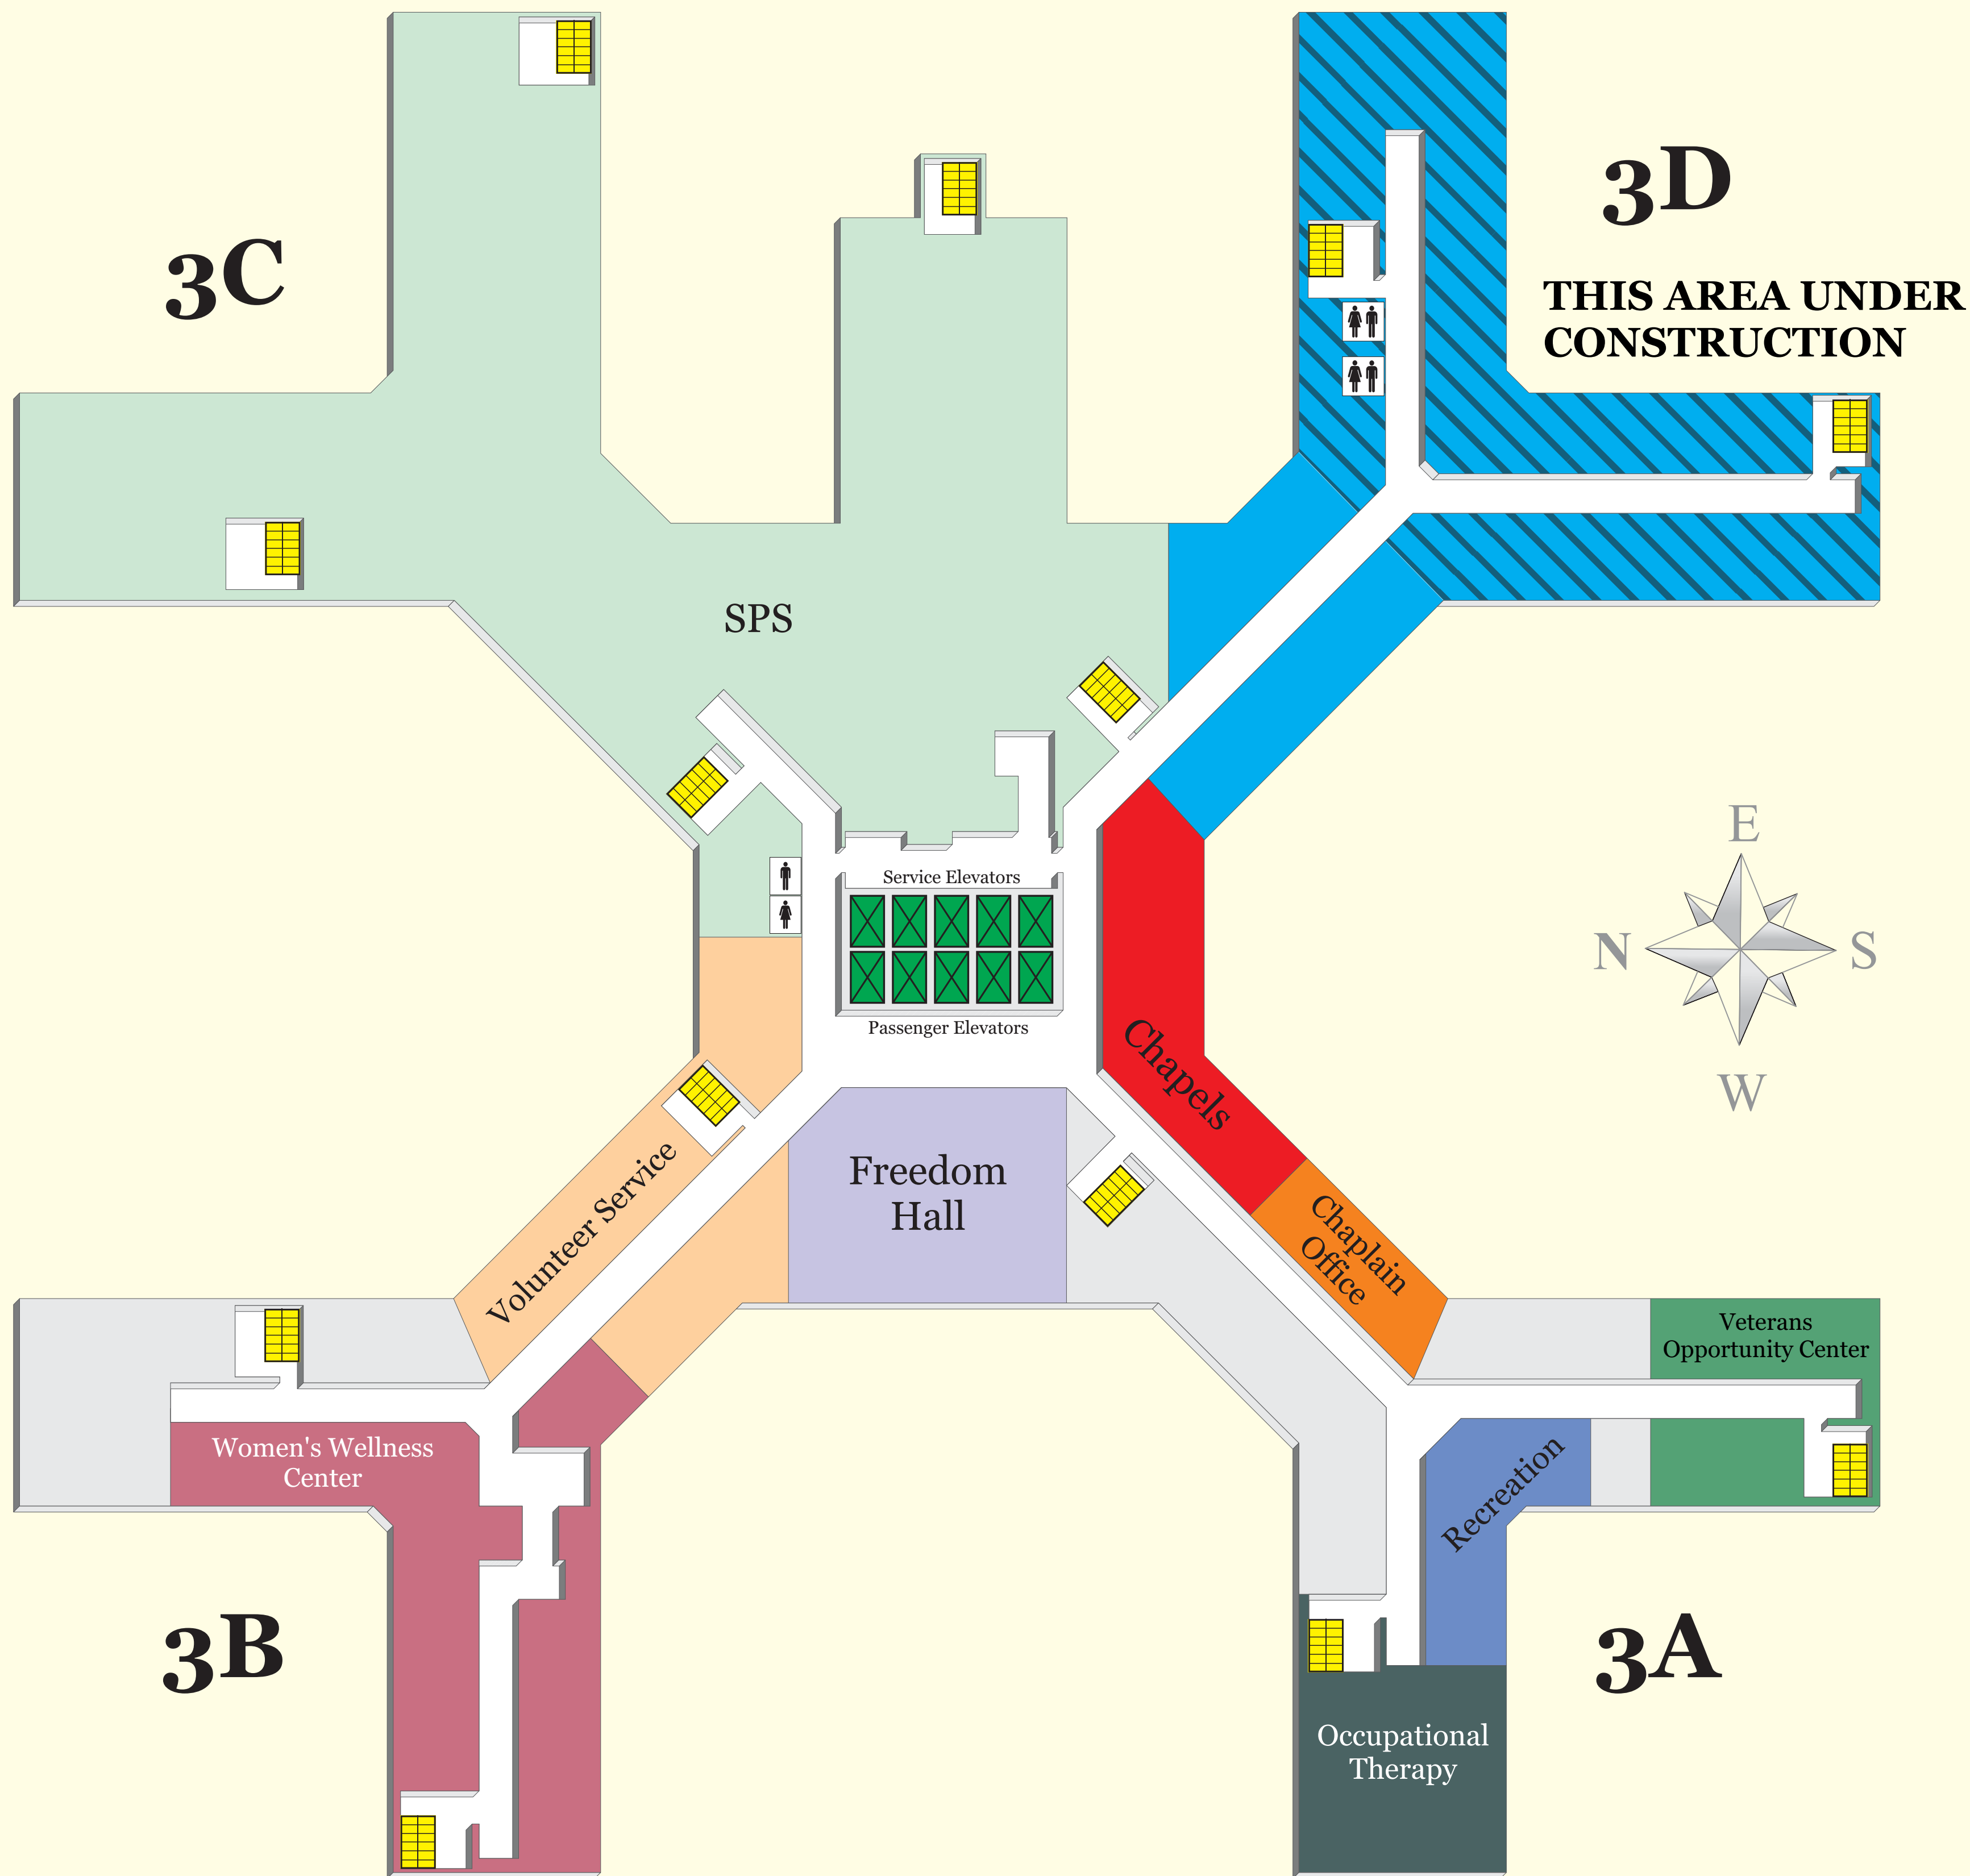 3C
3D
THIS AREA UNDER
CONSTRUCTION
SPS
Service Elevators
Passenger Elevators
E
N
S
W
Chapels
Chaplain
Office
Volunteer Service
Freedom
Hall
Veterans
Opportunity Center
Women's Wellness
Center
Recreation
3B
3A
Occupational
Therapy